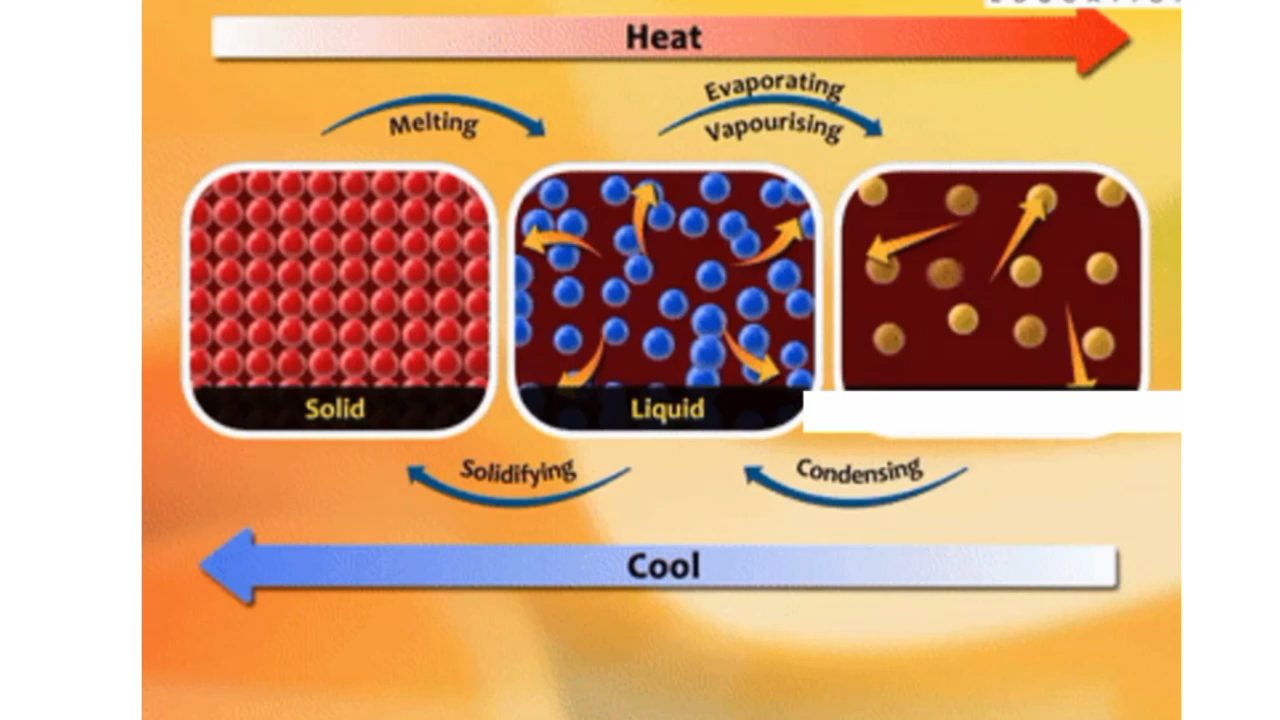 Heat
Evaporating
Melting
Vapourising
Solid
Liquid
Solidifying
Condensing
Cool